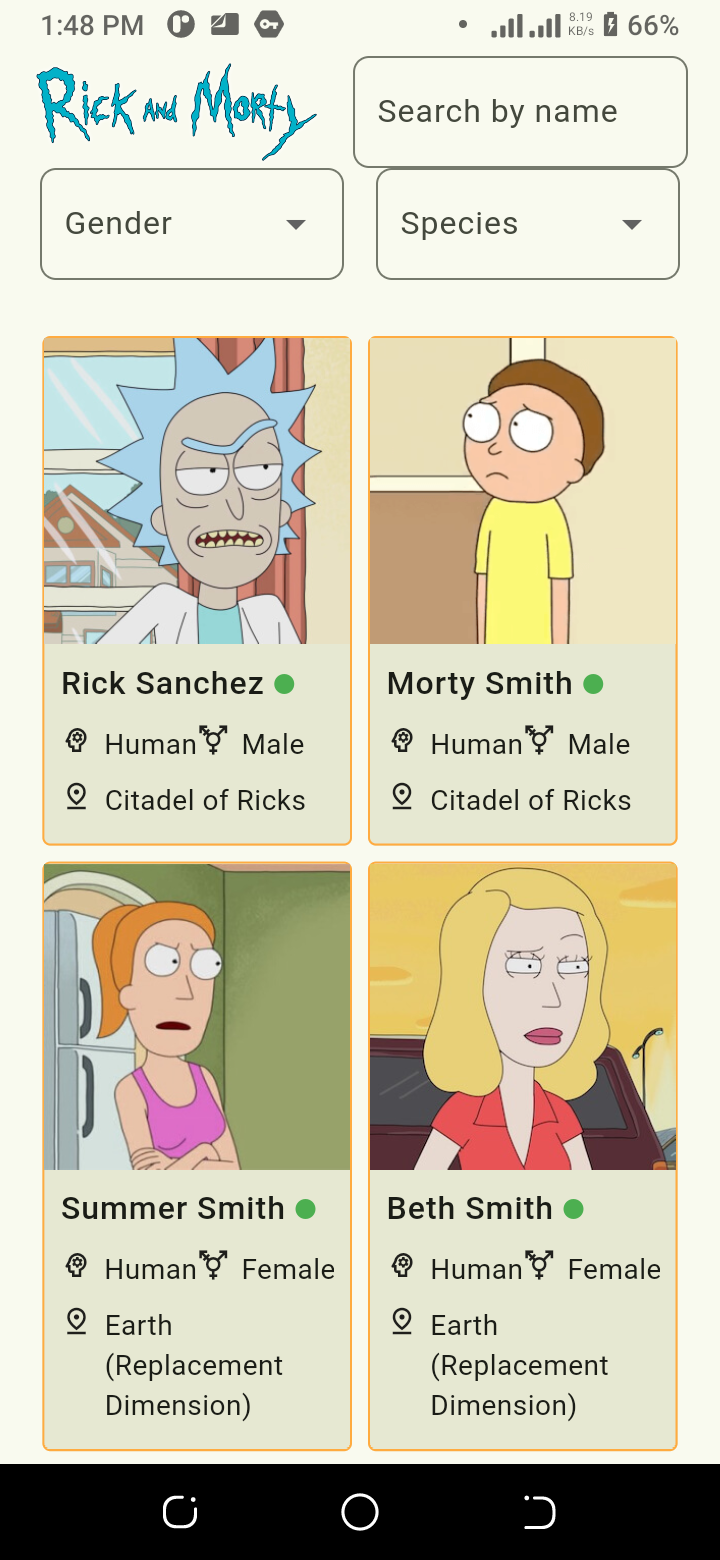 1:48 PM 8.19 KB/s 66%
Rick and Morty
Search by name
Gender
Species
Rick Sanchez
Human Male
Citadel of Ricks
Morty Smith
Human Male
Citadel of Ricks
Summer Smith
Human Female
Earth
(Replacement
Dimension)
Beth Smith
Human Female
Earth
(Replacement
Dimension)